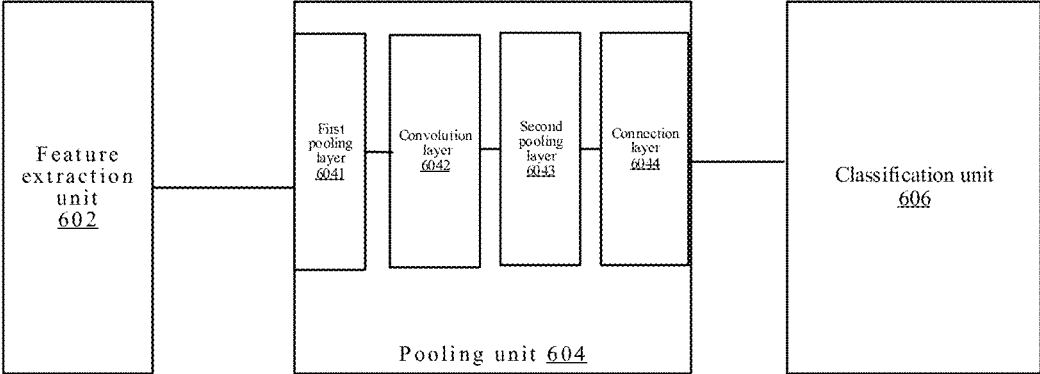 Feature
extraction
unit
602
First
pooling
layer
6041
Convolution
layer
6042
Second
pooling
layer
6043
Connection
layer
6044
Pooling unit 604
Classification unit
606